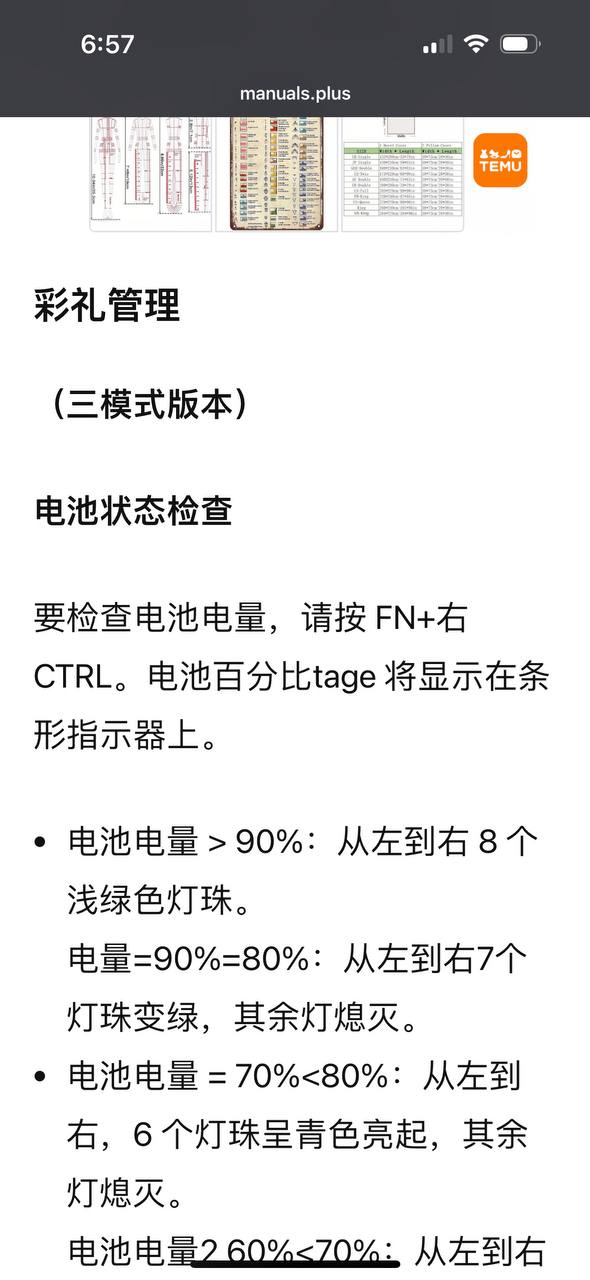 6:57
manuals.plus
TEMU
彩礼管理
（三模式版本）
电池状态检查
要检查电池电量，请按 FN+右
CTRL。电池百分比tage 将显示在条
形指示器上。
• 电池电量 > 90%：从左到右 8 个
浅绿色灯珠。
电量=90%=80%：从左到右7个
灯珠变绿，其余灯熄灭。
• 电池电量 = 70%<80%：从左到
右，6 个灯珠呈青色亮起，其余
灯熄灭。
电池电量2 60%<70%：从左到右